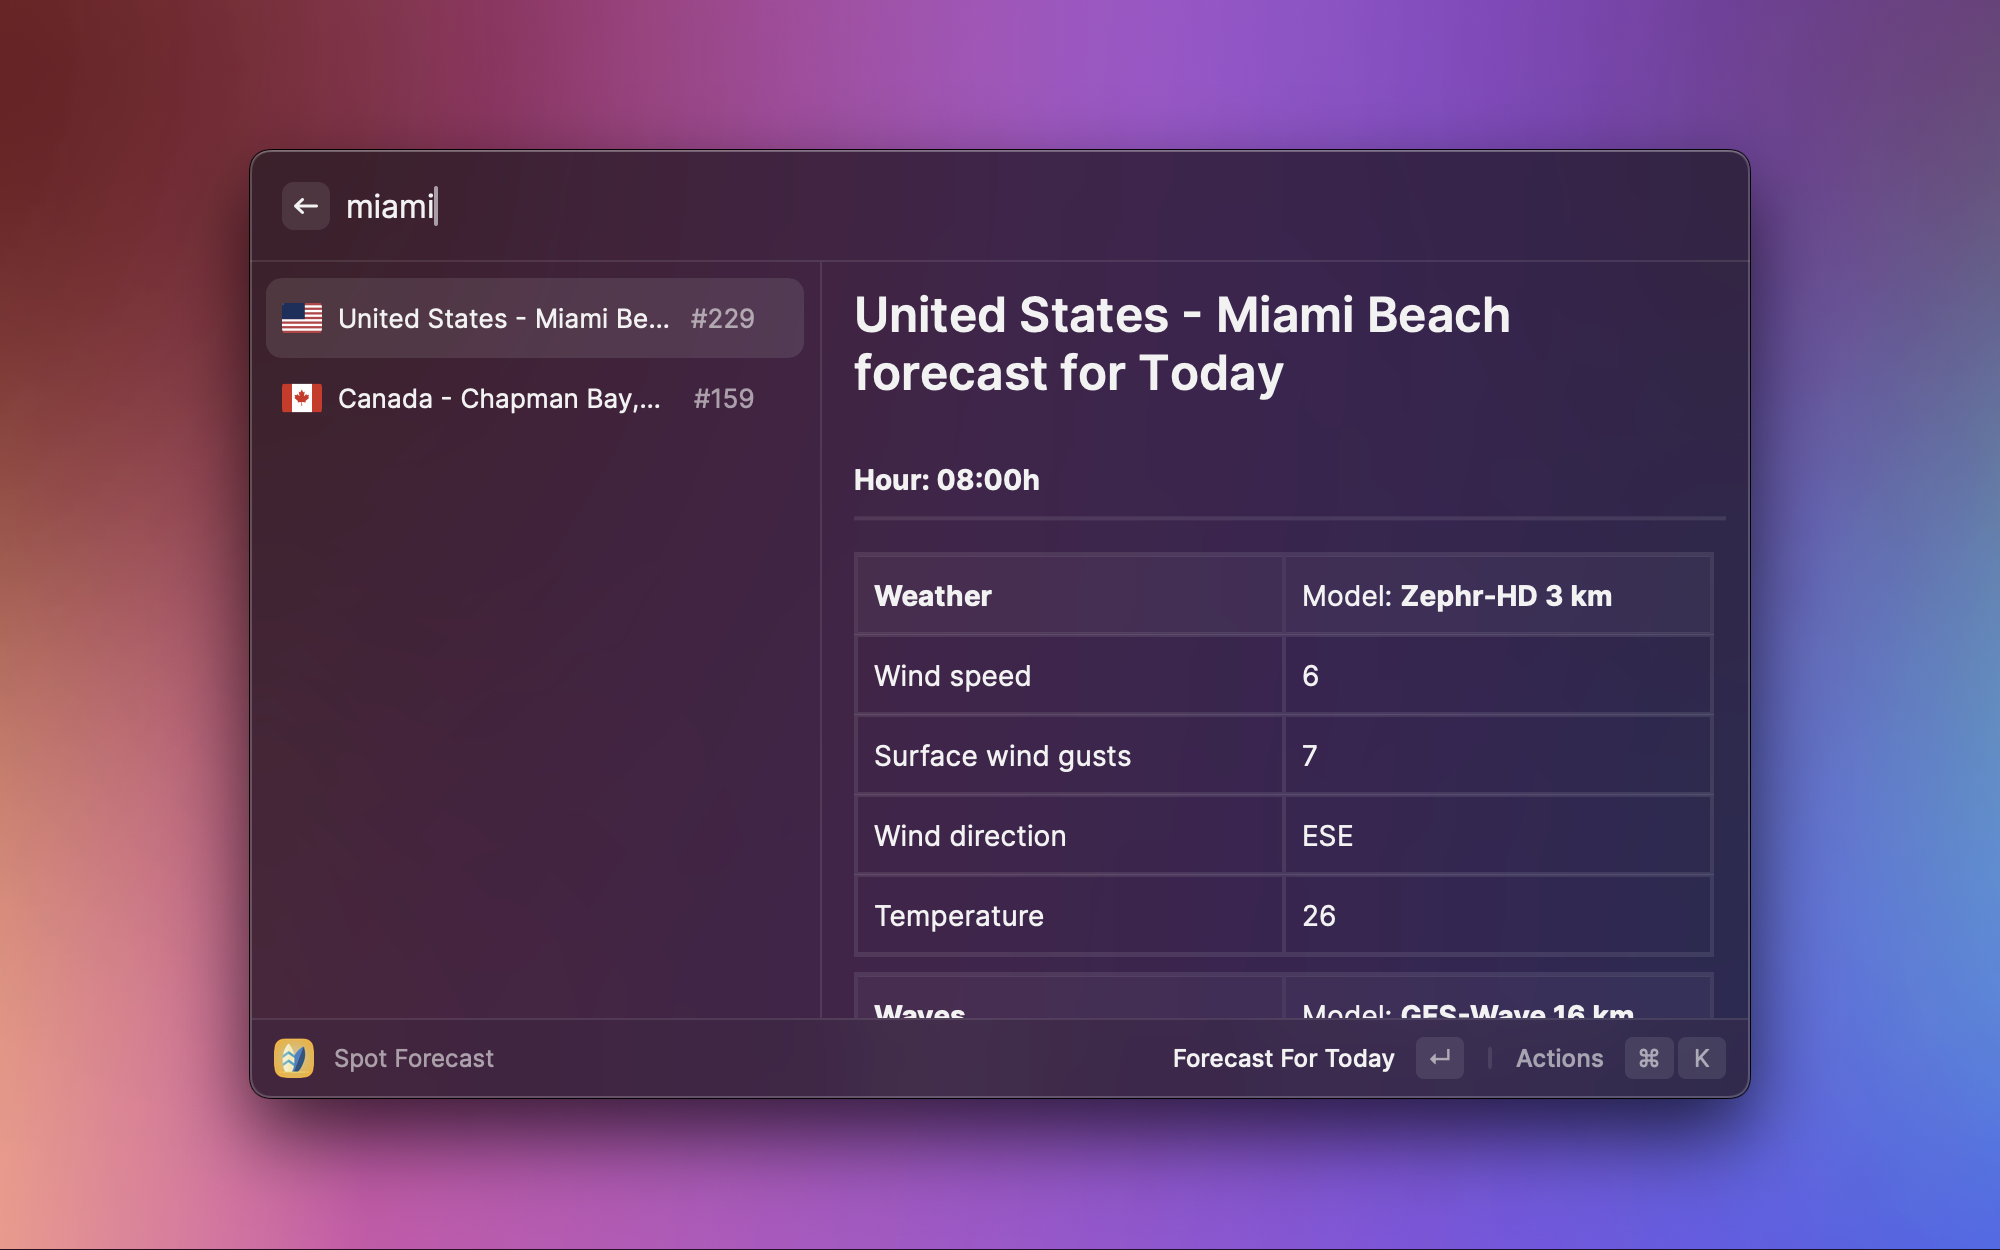 miami
United States - Miami Be... #229
Canada - Chapman Bay,... #159
United States - Miami Beach
forecast for Today
Hour: 08:00h
Weather Model: Zephr-HD 3 km
Wind speed 6
Surface wind gusts 7
Wind direction ESE
Temperature 26
Waves Model: GFS-Wave 16 km
Spot Forecast Forecast For Today Actions ⌘ K